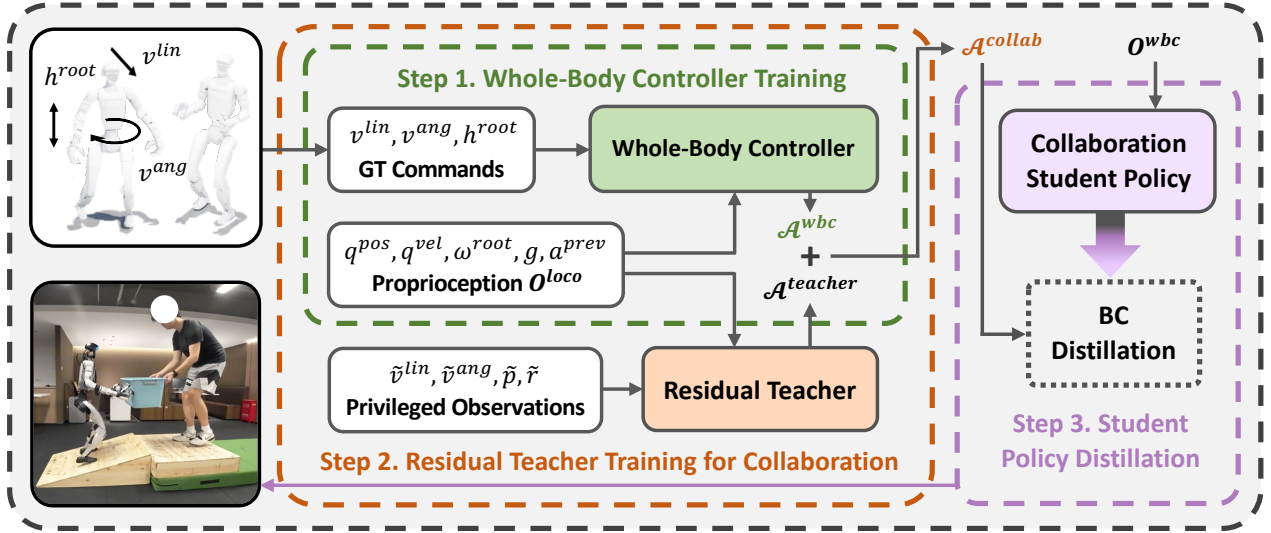 v^{lin}
h^{root}
v^{ang}
Step 1. Whole-Body Controller Training
v^{lin}, v^{ang}, h^{root}
GT Commands
Whole-Body Controller
𝒜^{wbc}
+
𝒜^{teacher}
q^{pos}, q^{vel}, ω^{root}, g, a^{prev}
Proprioception O^{loco}
ṽ^{lin}, ṽ^{ang}, p̃, r̃
Privileged Observations
Residual Teacher
Step 2. Residual Teacher Training for Collaboration
𝒜^{collab}
O^{wbc}
Collaboration
Student Policy
BC
Distillation
Step 3. Student
Policy Distillation